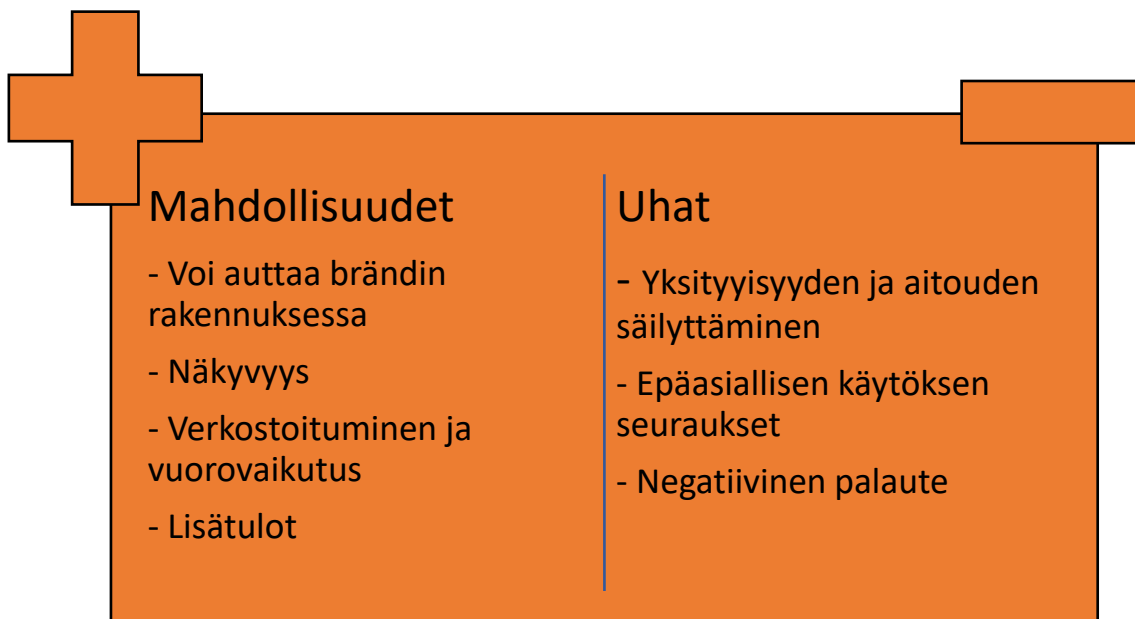 Mahdollisuudet
- Voi auttaa brändin
rakennuksessa
- Näkyvyys
- Verkostoituminen ja
vuorovaikutus
- Lisätulot
Uhat
- Yksityyisyyden ja aitouden
säilyttäminen
- Epäasiallisen käytöksen
seuraukset
- Negatiivinen palaute